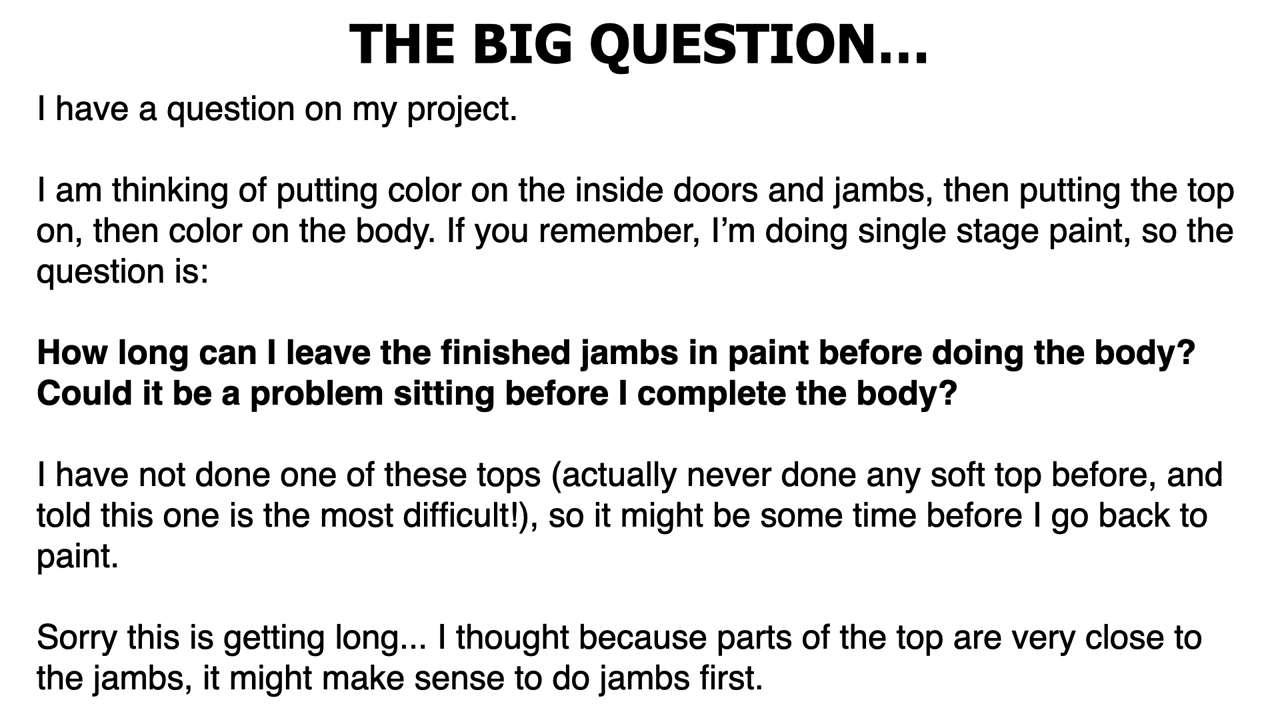 THE BIG QUESTION...
I have a question on my project.
I am thinking of putting color on the inside doors and jambs, then putting the top
on, then color on the body. If you remember, I’m doing single stage paint, so the
question is:
How long can I leave the finished jambs in paint before doing the body?
Could it be a problem sitting before I complete the body?
I have not done one of these tops (actually never done any soft top before, and
told this one is the most difficult!), so it might be some time before I go back to
paint.
Sorry this is getting long... I thought because parts of the top are very close to
the jambs, it might make sense to do jambs first.